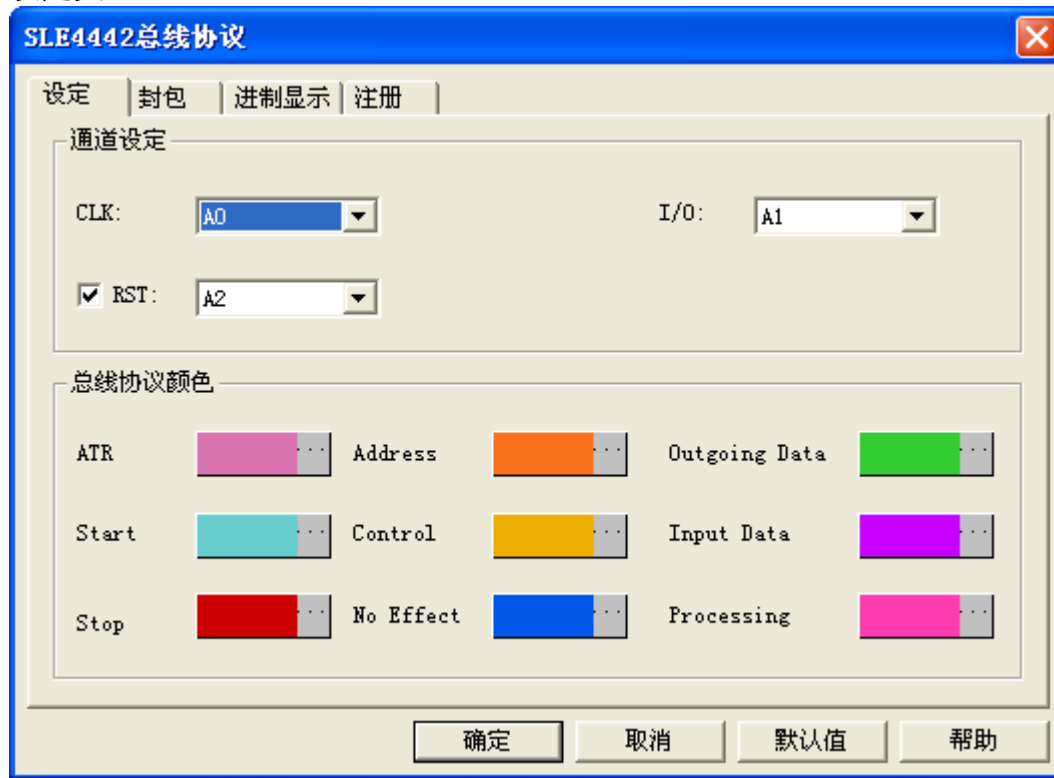 SLE4442总线协议
设定 封包 进制显示 注册
通道设定
CLK: A0 I/O: A1
RST: A2
总线协议颜色
ATR ... Address ... Outgoing Data ...
Start ... Control ... Input Data ...
Stop ... No Effect ... Processing ...
确定 取消 默认值 帮助